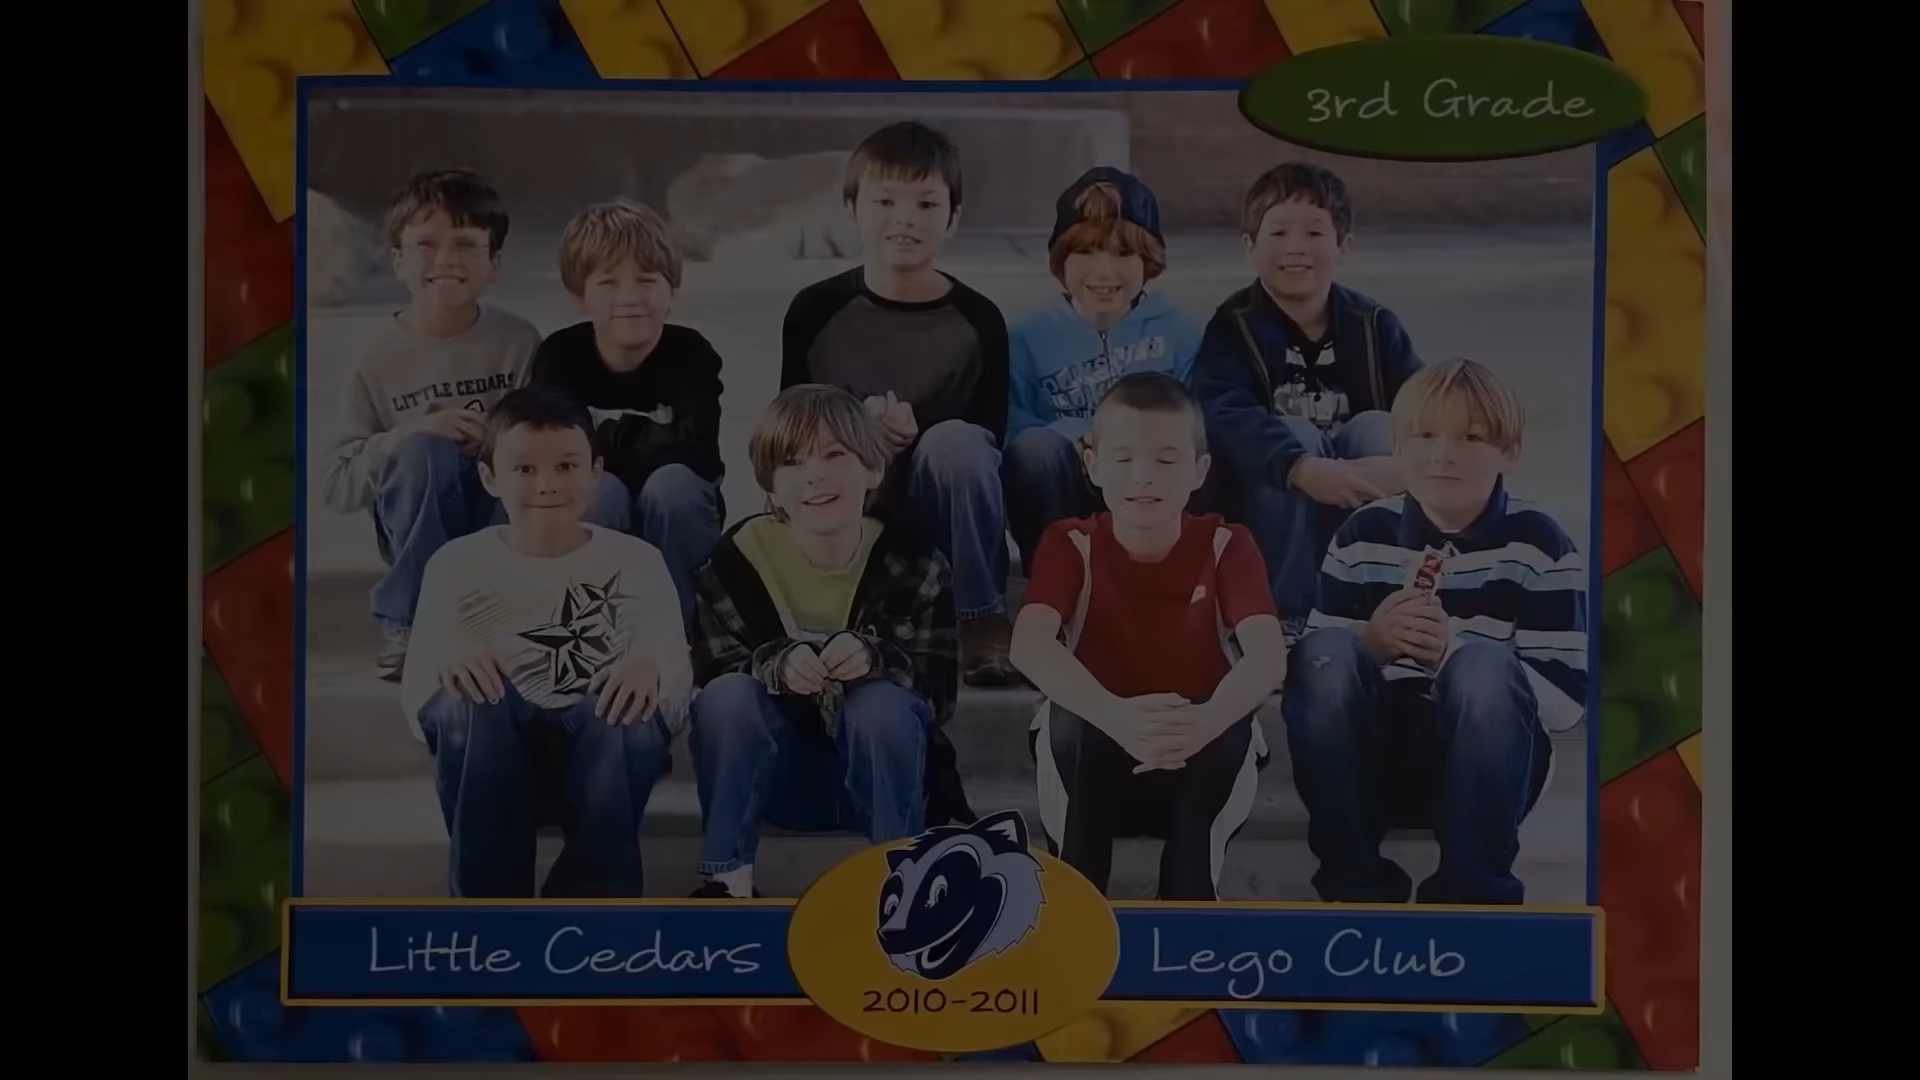 3rd Grade
LITTLE CEDARS
Little Cedars
Lego Club
2010-2011